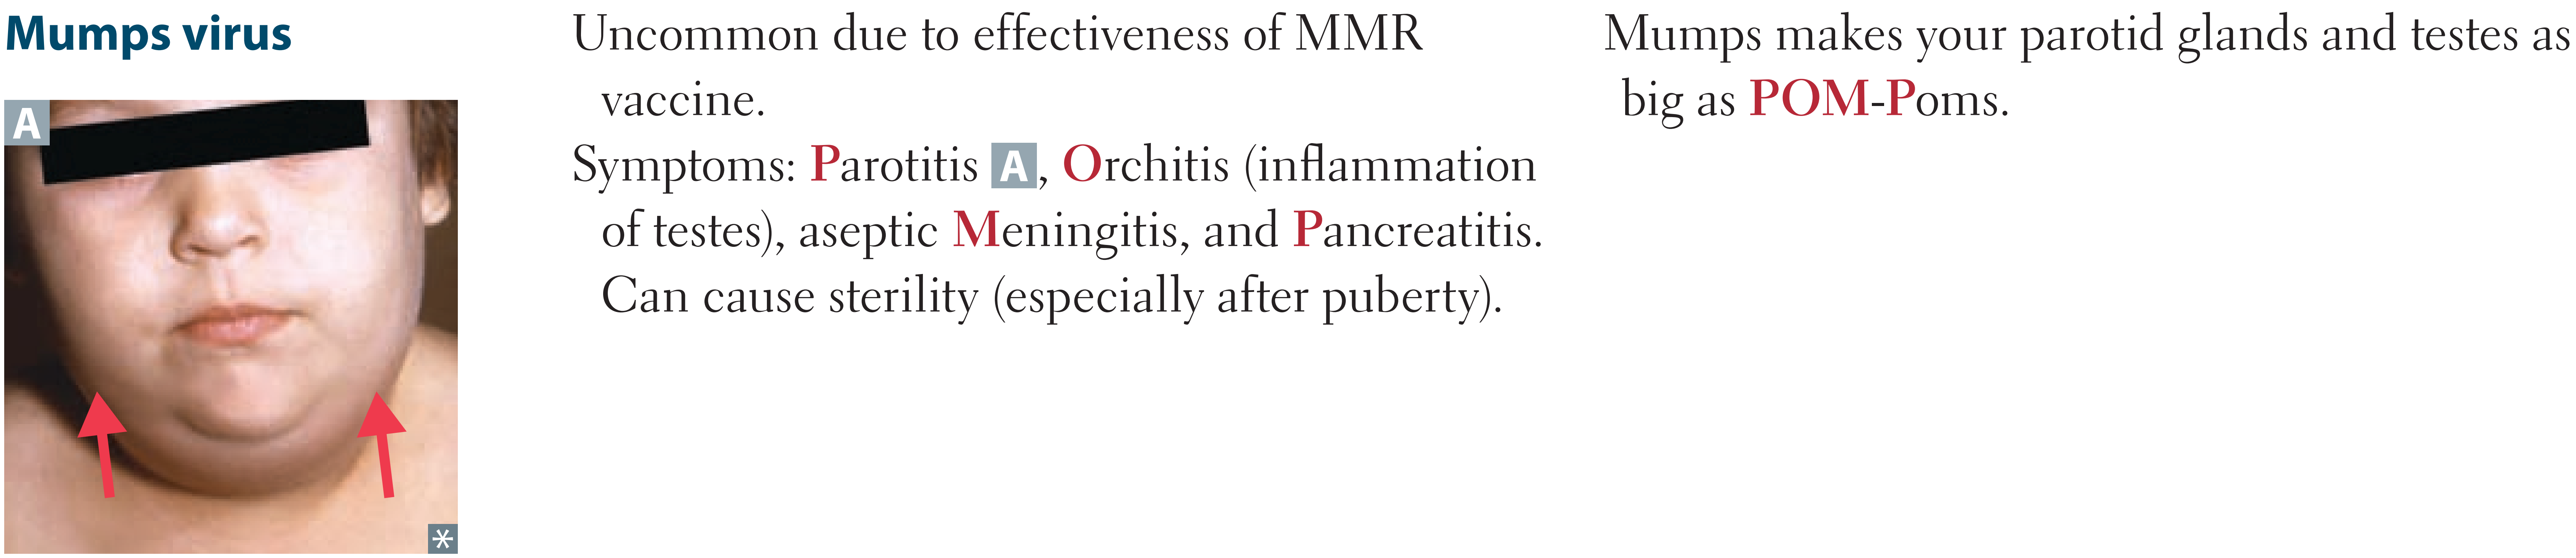 Mumps virus
A
*
Uncommon due to effectiveness of MMR
vaccine.
Symptoms: Parotitis A, Orchitis (inflammation
of testes), aseptic Meningitis, and Pancreatitis.
Can cause sterility (especially after puberty).
Mumps makes your parotid glands and testes as
big as POM-Poms.